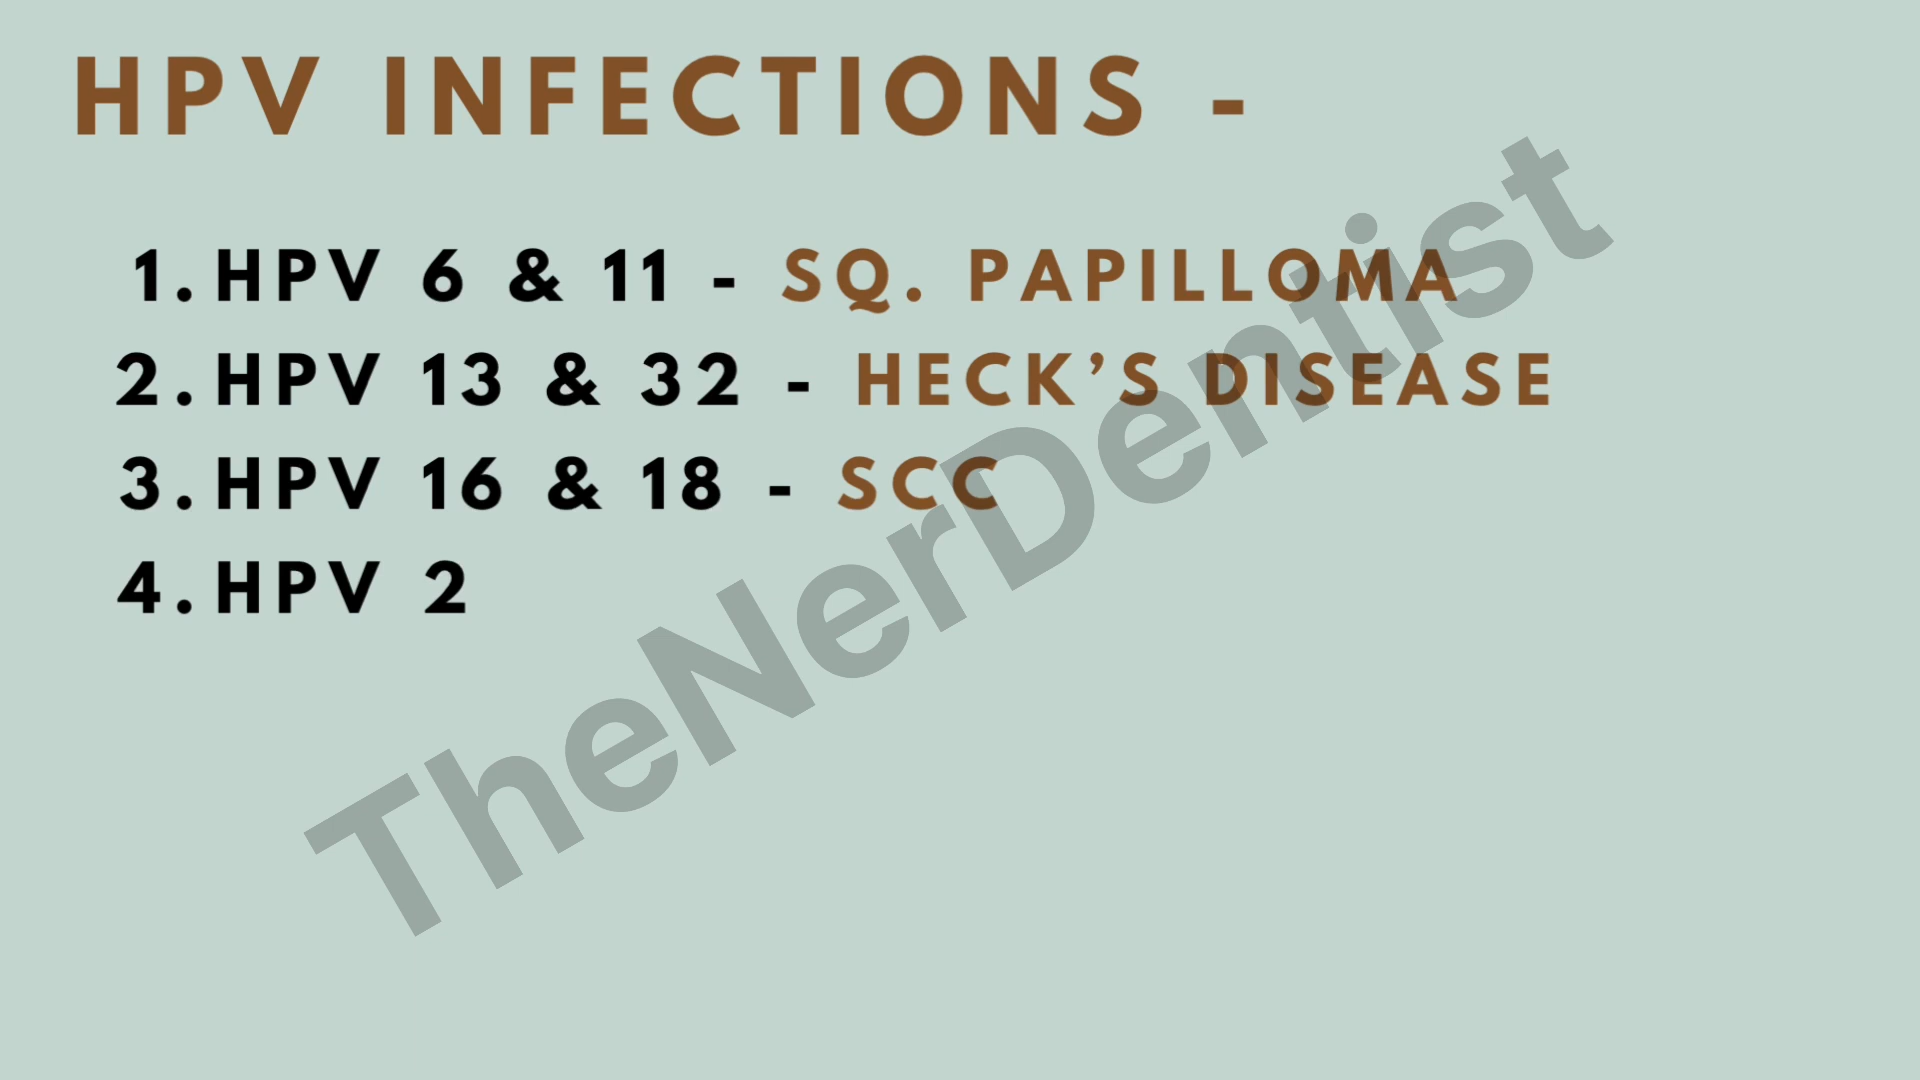 HPV INFECTIONS -
1. HPV 6 & 11 - SQ. PAPILLOMA
2. HPV 13 & 32 - HECK’S DISEASE
3. HPV 16 & 18 - SCC
4. HPV 2
TheNerDentist